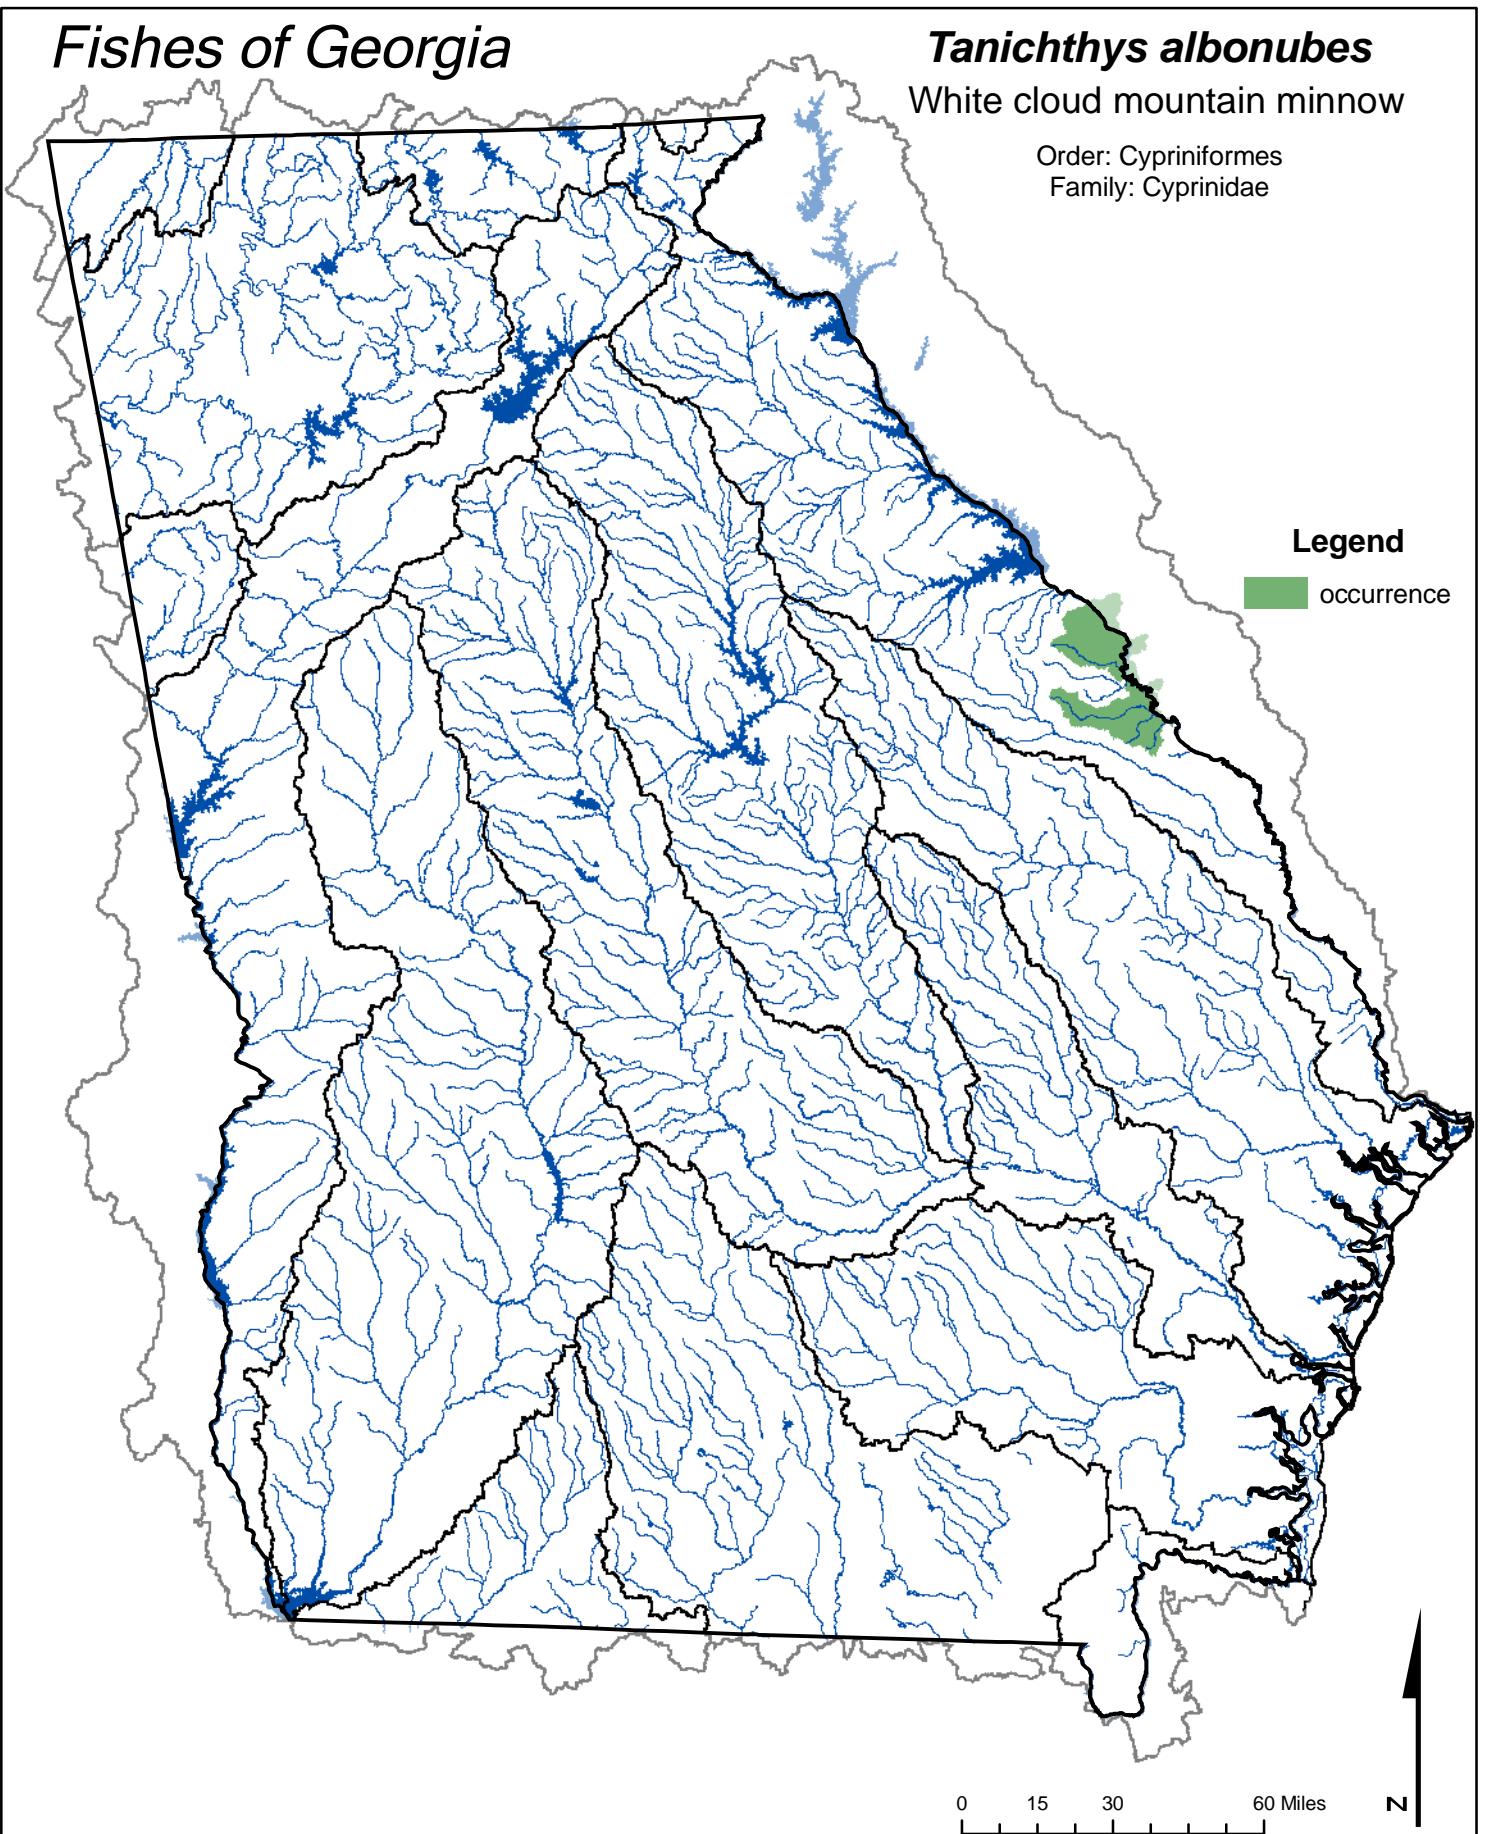 Fishes of Georgia
Tanichthys albonubes
White cloud mountain minnow
Order: Cypriniformes
Family: Cyprinidae
Legend
occurrence
0 15 30 60 Miles
N